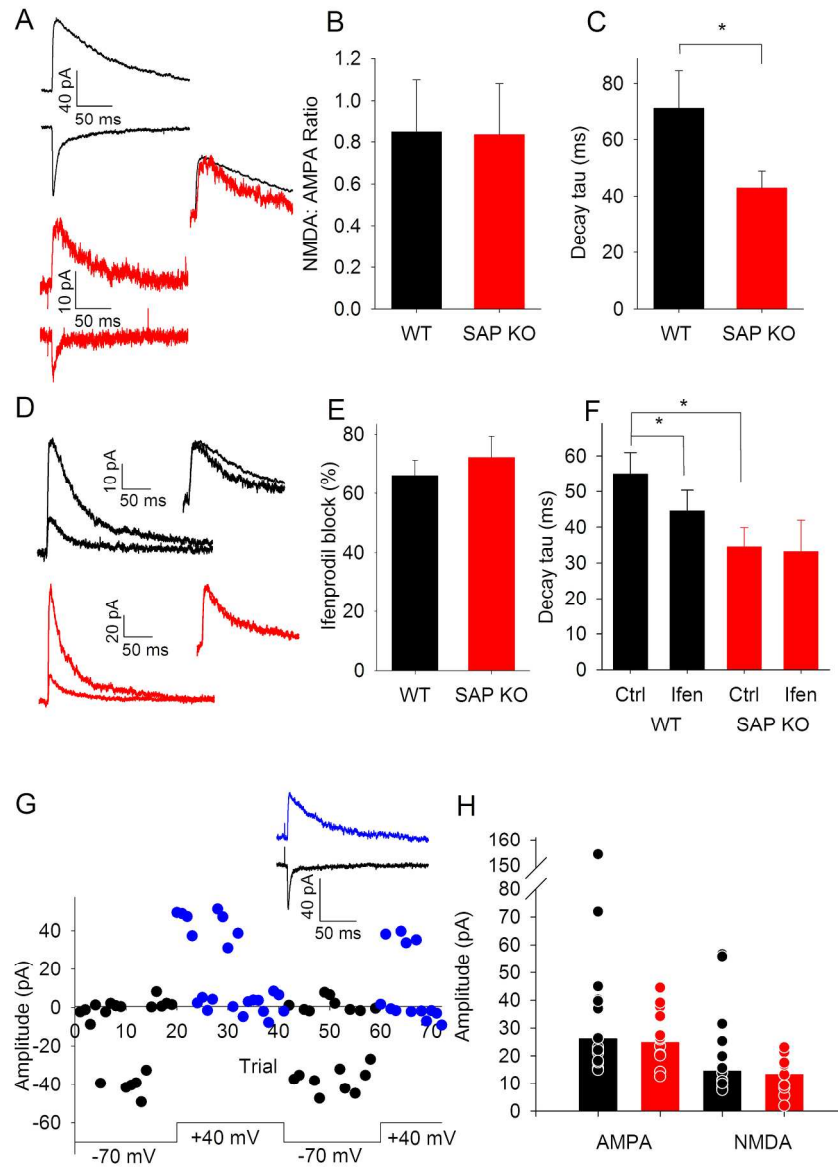 A
40 pA
50 ms
10 pA
50 ms
B
NMDA: AMPA Ratio
1.2
1.0
0.8
0.6
0.4
0.2
0.0
WT
SAP KO
C
*
Decay tau (ms)
80
60
40
20
0
WT
SAP KO
D
10 pA
50 ms
20 pA
50 ms
E
Ifenprodil block (%)
80
60
40
20
0
WT
SAP KO
F
*
*
Decay tau (ms)
60
50
40
30
20
10
0
Ctrl
Ifen
Ctrl
Ifen
WT
SAP KO
G
40 pA
50 ms
Amplitude (pA)
40
20
0
-20
-40
-60
0
10
20
30
40
50
60
70
Trial
-70 mV
+40 mV
-70 mV
+40 mV
H
Amplitude (pA)
160
150
70
60
50
40
30
20
10
0
AMPA
NMDA